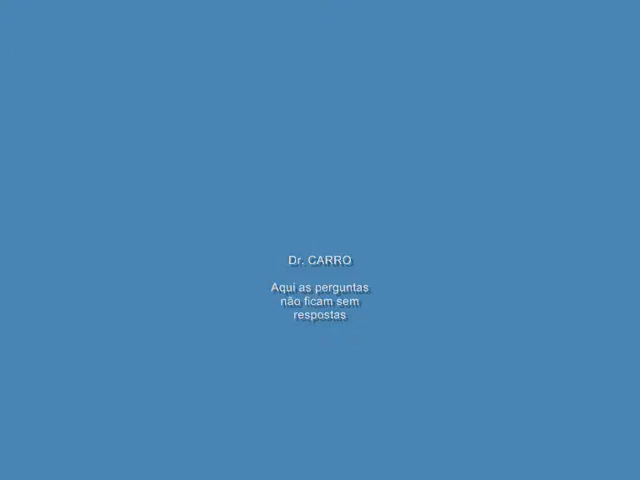 Dr. CARRO
Aqui as perguntas
não ficam sem
respostas